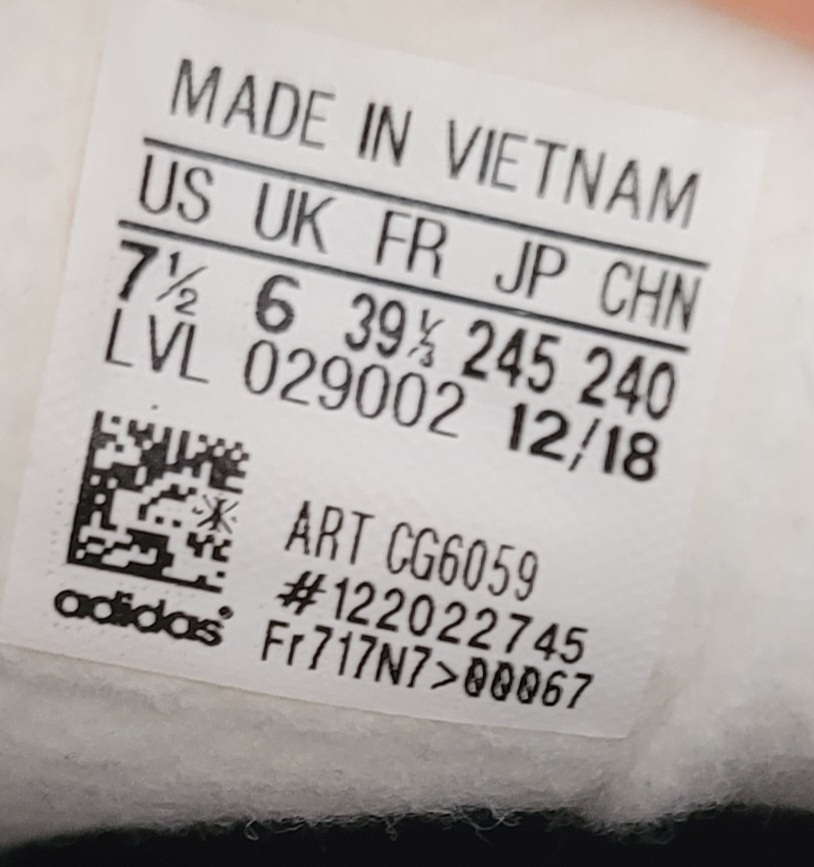 MADE IN VIETNAM
US UK FR JP CHN
7½ 6 39⅓ 245 240
LVL 029002 12/18
ART CG6059
#122022745
adidas®
Fr717N7>00067